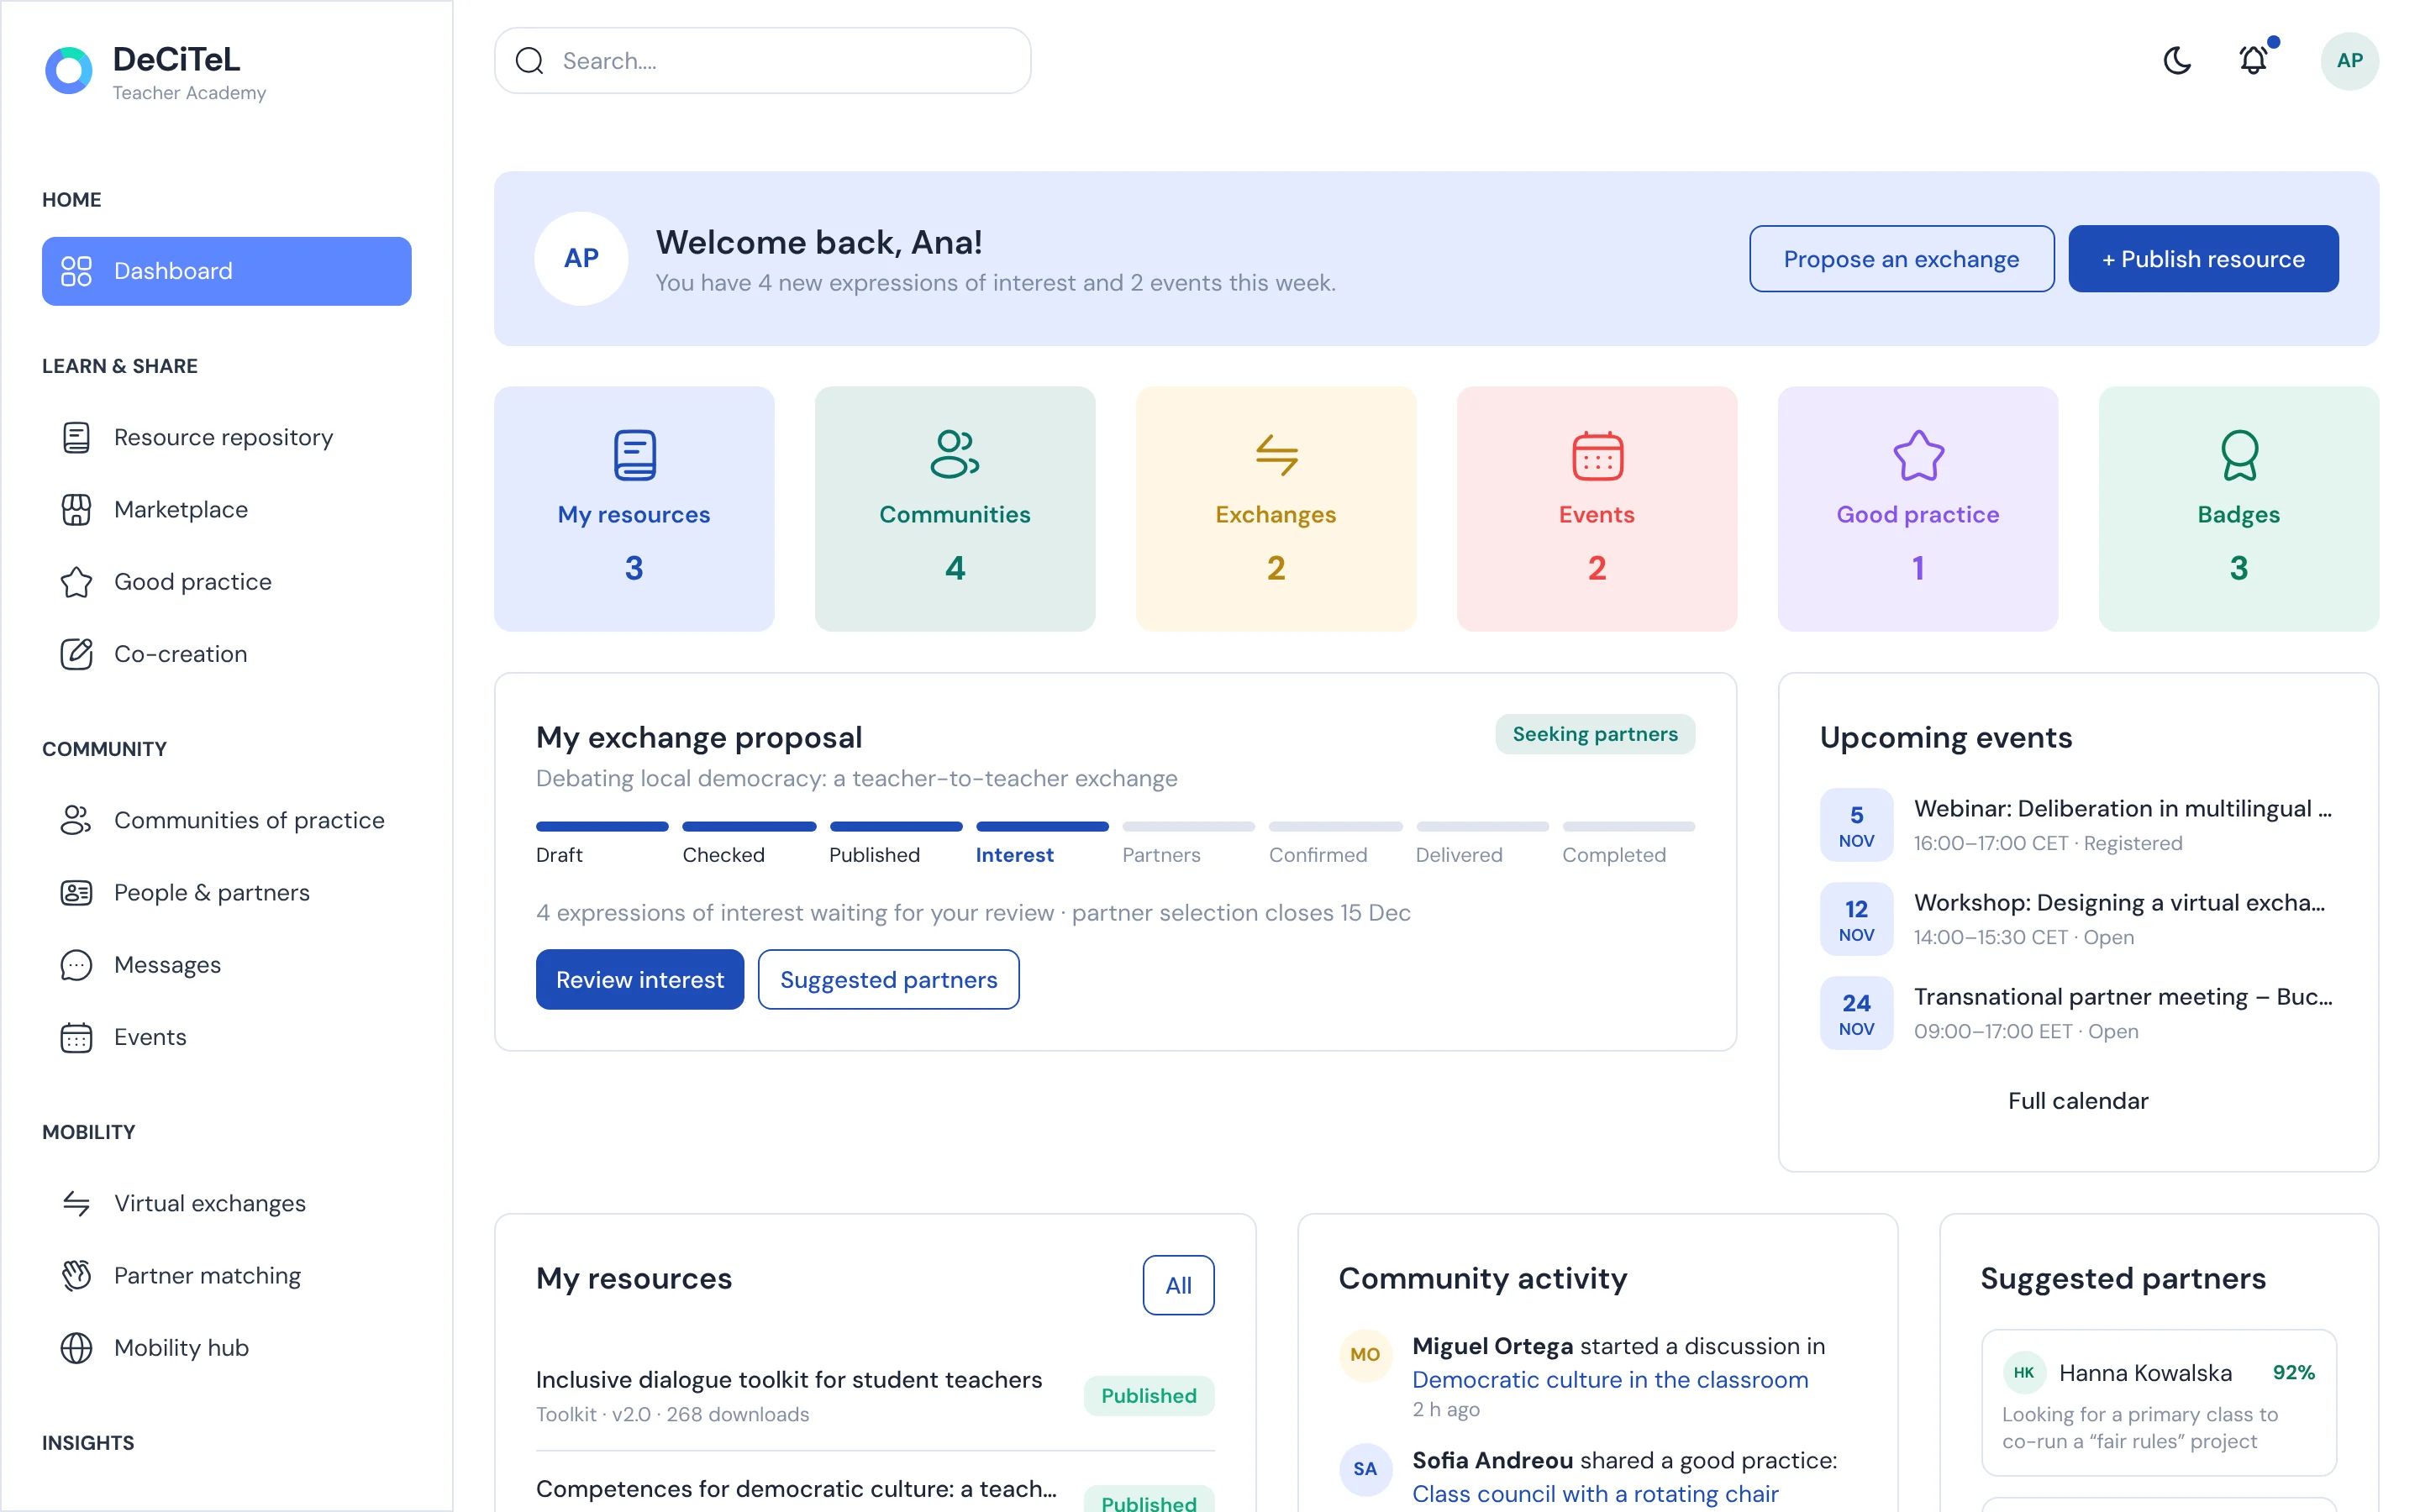 DeCiTeL
Teacher Academy
HOME
Dashboard
LEARN & SHARE
Resource repository
Marketplace
Good practice
Co-creation
COMMUNITY
Communities of practice
People & partners
Messages
Events
MOBILITY
Virtual exchanges
Partner matching
Mobility hub
INSIGHTS
Search....
AP
AP
Welcome back, Ana!
You have 4 new expressions of interest and 2 events this week.
Propose an exchange
+ Publish resource
My resources
3
Communities
4
Exchanges
2
Events
2
Good practice
1
Badges
3
My exchange proposal
Seeking partners
Debating local democracy: a teacher-to-teacher exchange
Draft Checked Published Interest Partners Confirmed Delivered Completed
4 expressions of interest waiting for your review · partner selection closes 15 Dec
Review interest
Suggested partners
Upcoming events
5 NOV
Webinar: Deliberation in multilingual ...
16:00–17:00 CET · Registered
12 NOV
Workshop: Designing a virtual excha...
14:00–15:30 CET · Open
24 NOV
Transnational partner meeting – Buc...
09:00–17:00 EET · Open
Full calendar
My resources
All
Inclusive dialogue toolkit for student teachers
Toolkit · v2.0 · 268 downloads
Published
Competences for democratic culture: a teach...
Published
Community activity
MO
Miguel Ortega started a discussion in
Democratic culture in the classroom
2 h ago
SA
Sofia Andreou shared a good practice:
Class council with a rotating chair
Suggested partners
HK
Hanna Kowalska
92%
Looking for a primary class to
co-run a “fair rules” project